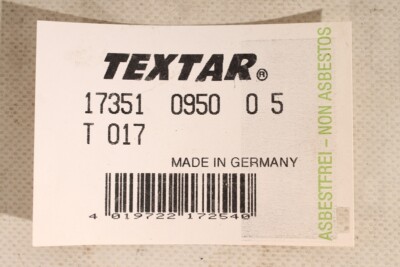 TEXTAR®
17351 0950 0 5
T 017
MADE IN GERMANY
4 019722 172540
ASBESTFREI - NON ASBESTOS